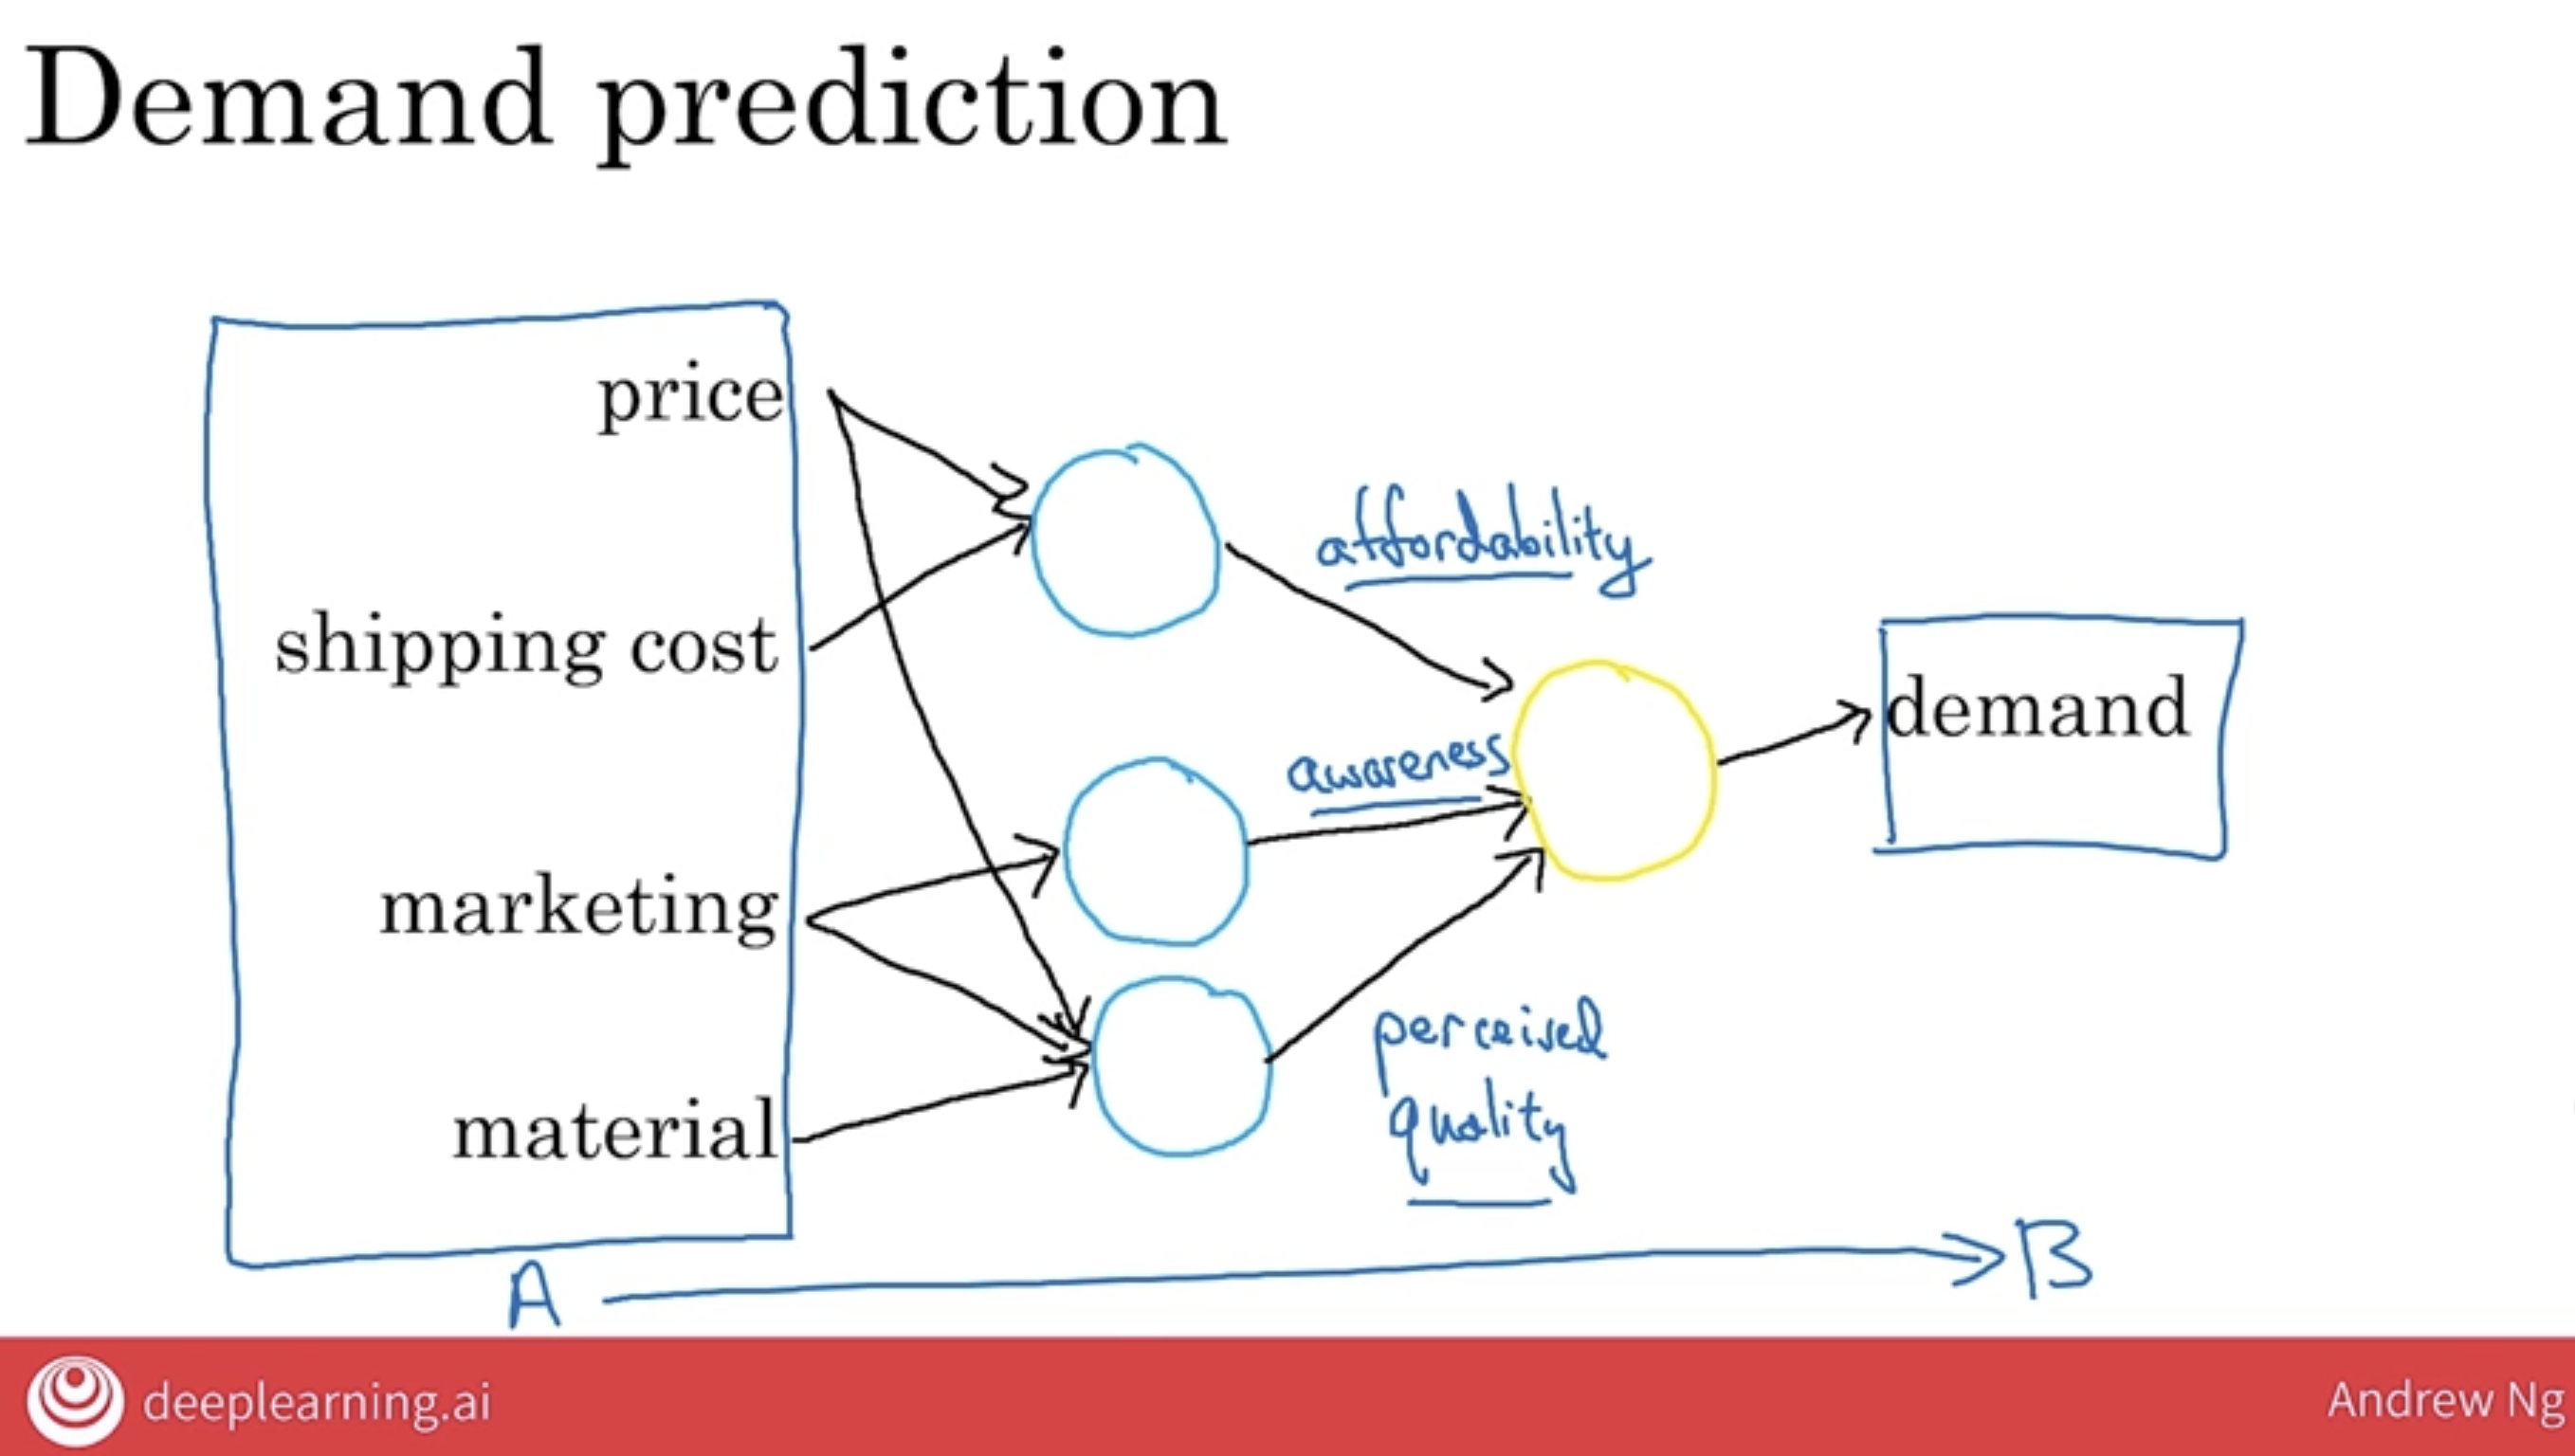 Demand prediction
price
affordability
shipping cost
demand
awareness
marketing
perceived
quality
material
A
B
deeplearning.ai
Andrew Ng